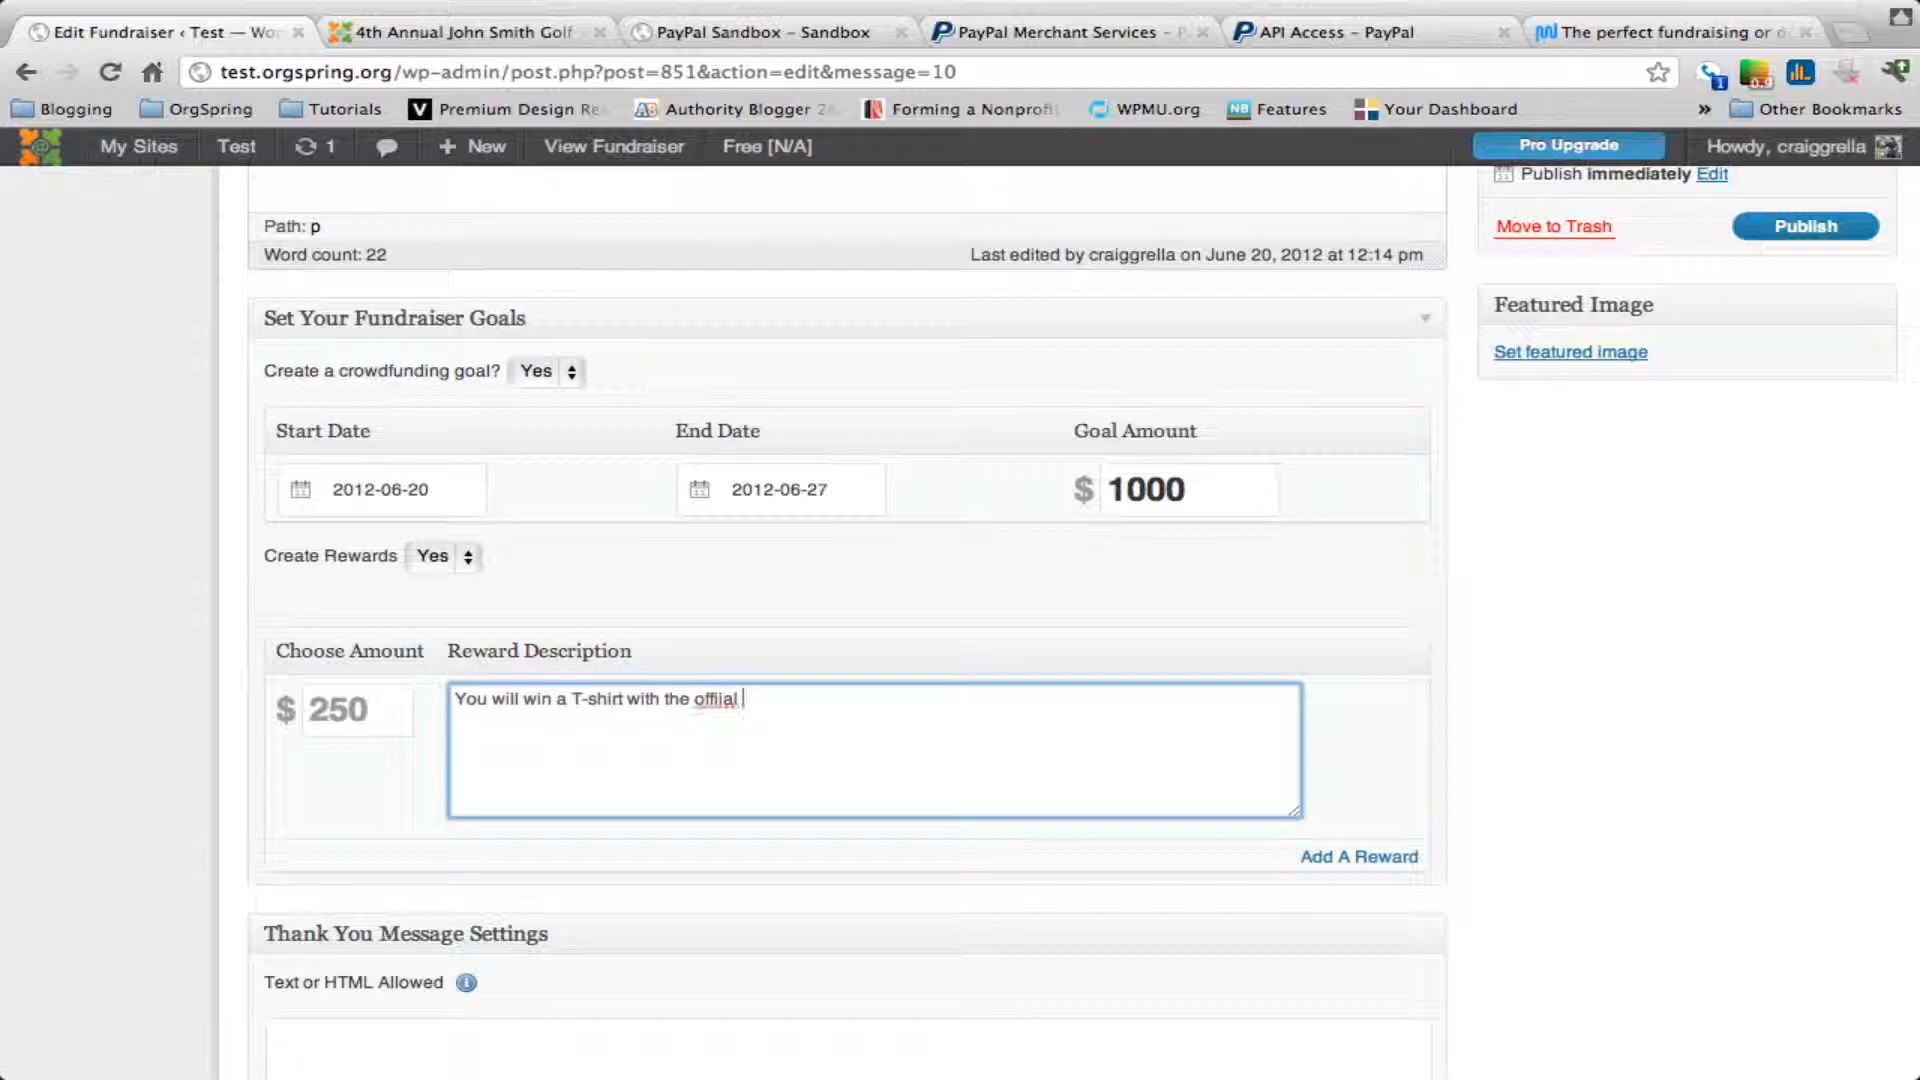 Edit Fundraiser ‹ Test — Wor
4th Annual John Smith Golf
PayPal Sandbox – Sandbox
PayPal Merchant Services –
API Access – PayPal
The perfect fundraising or d
test.orgspring.org/wp-admin/post.php?post=851&action=edit&message=10
Blogging
OrgSpring
Tutorials
Premium Design Re
Authority Blogger
Forming a Nonprofit
WPMU.org
Features
Your Dashboard
»
Other Bookmarks
My Sites
Test
1
+ New
View Fundraiser
Free [N/A]
Pro Upgrade
Howdy, craiggrella
Publish immediately Edit
Path: p
Move to Trash
Publish
Word count: 22
Last edited by craiggrella on June 20, 2012 at 12:14 pm
Set Your Fundraiser Goals
Featured Image
Set featured image
Create a crowdfunding goal? Yes
Start Date
End Date
Goal Amount
2012-06-20
2012-06-27
$ 1000
Create Rewards Yes
Choose Amount
Reward Description
$ 250
You will win a T-shirt with the offijal
Add A Reward
Thank You Message Settings
Text or HTML Allowed